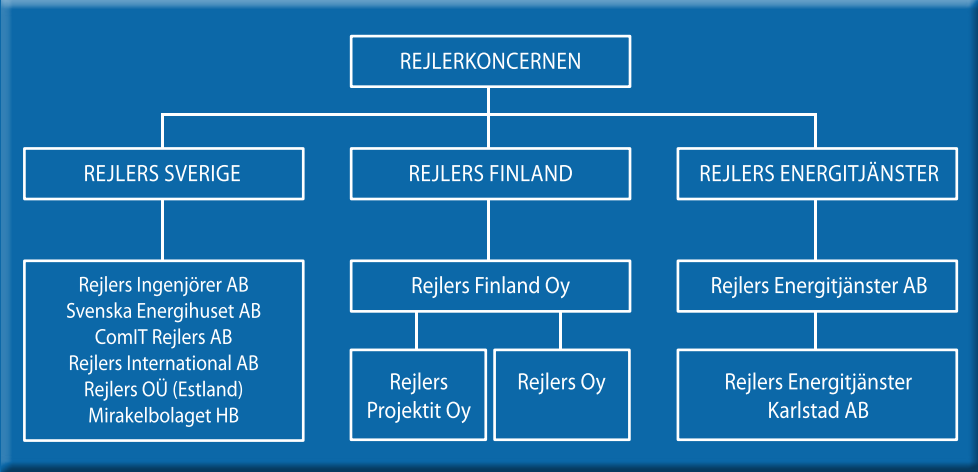 REJLERKONCERNEN
REJLERS SVERIGE
REJLERS FINLAND
REJLERS ENERGITJÄNSTER
Rejlers Ingenjörer AB
Svenska Energihuset AB
ComIT Rejlers AB
Rejlers International AB
Rejlers OÜ (Estland)
Mirakelbolaget HB
Rejlers Finland Oy
Rejlers Projektit Oy
Rejlers Oy
Rejlers Energitjänster AB
Rejlers Energitjänster
Karlstad AB